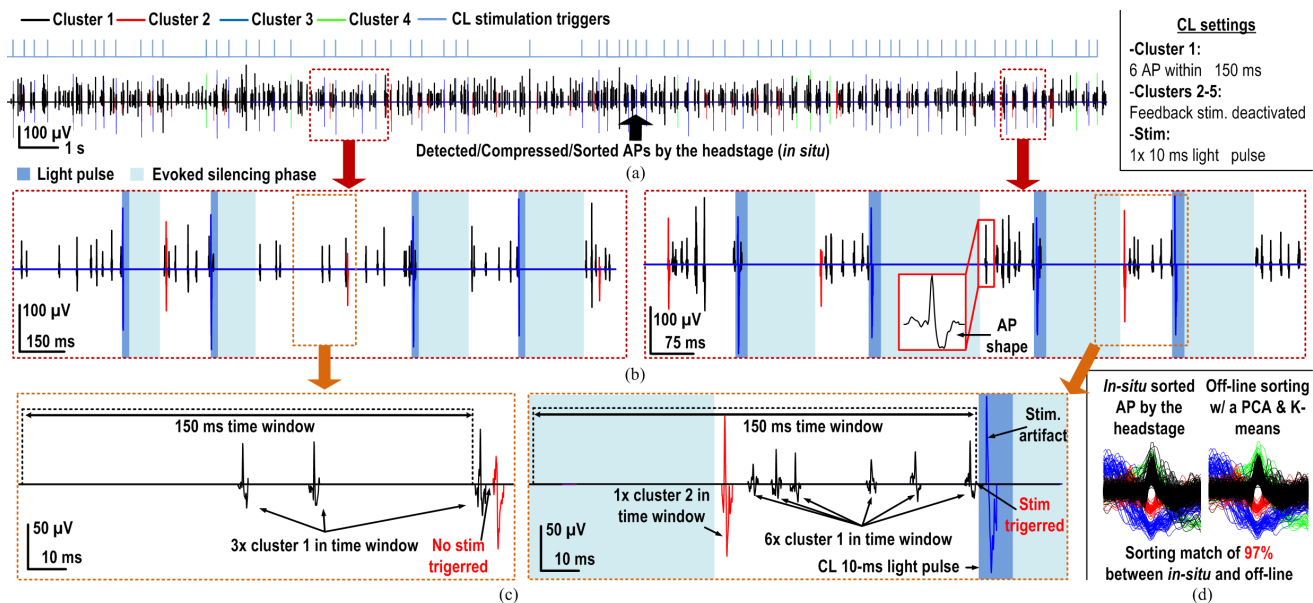 Cluster 1 Cluster 2 Cluster 3 Cluster 4 CL stimulation triggers
100 µV
1 s
Detected/Compressed/Sorted APs by the headstage (in situ)
(a)
CL settings
-Cluster 1:
6 AP within 150 ms
-Clusters 2-5:
Feedback stim. deactivated
-Stim:
1x 10 ms light pulse
Light pulse Evoked silencing phase
100 µV
150 ms
100 µV
75 ms
AP
shape
(b)
150 ms time window
3x cluster 1 in time window
No stim
trigerred
50 µV
10 ms
150 ms time window
Stim.
artifact
1x cluster 2 in
time window
6x cluster 1 in time window
Stim
trigerred
CL 10-ms light pulse
50 µV
10 ms
(c)
In-situ sorted
AP by the
headstage
Off-line sorting
w/ a PCA & K-
means
Sorting match of 97%
between in-situ and off-line
(d)